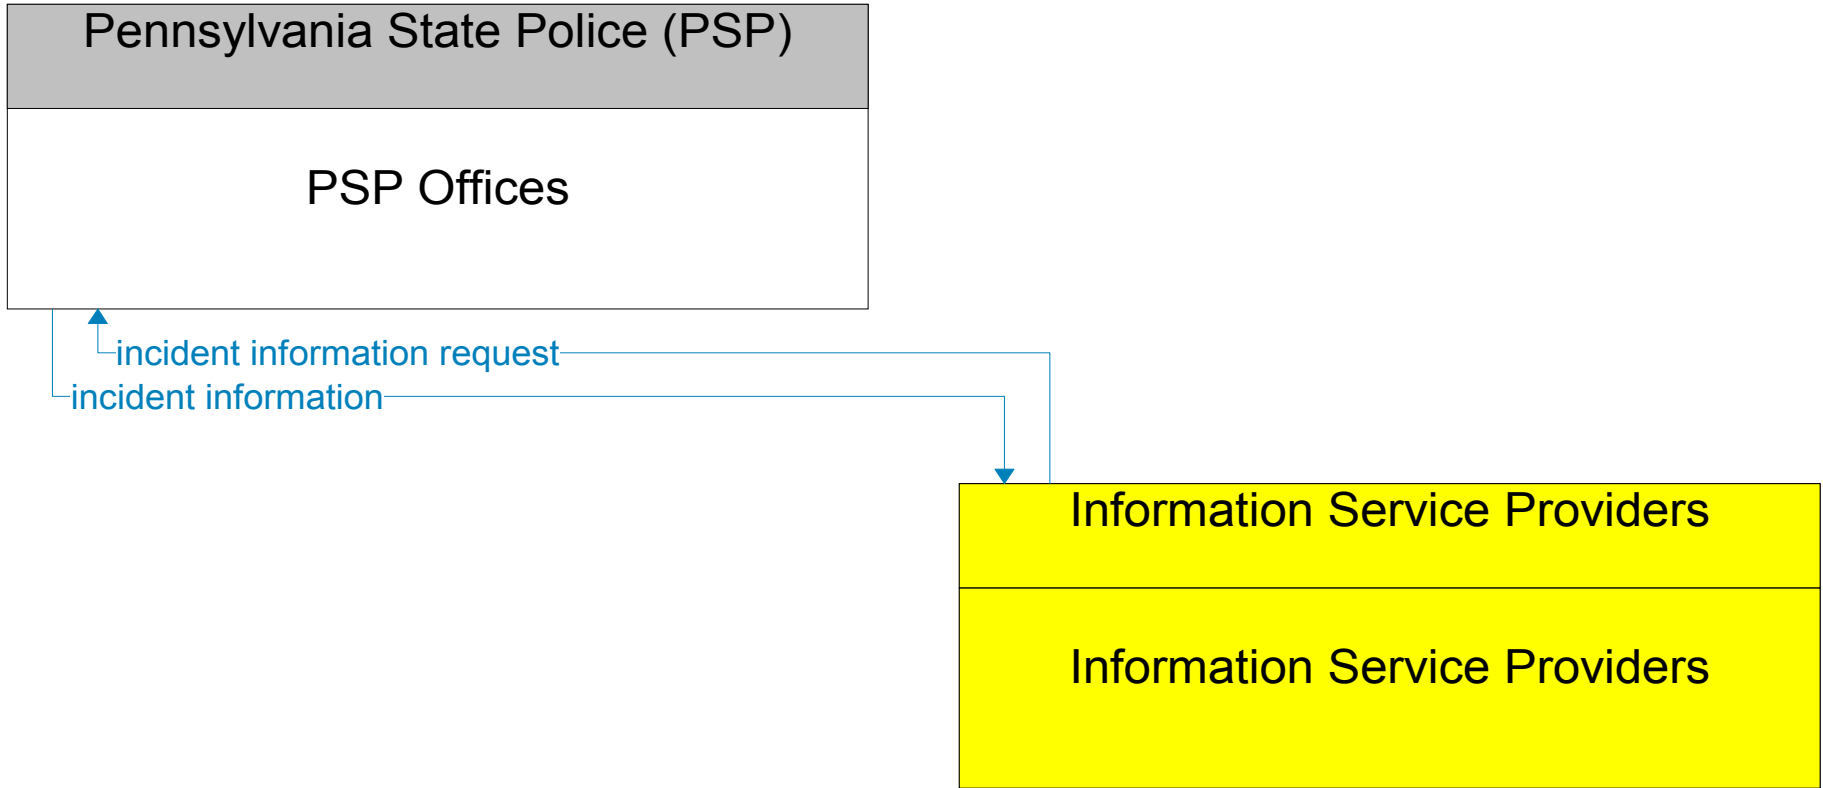 Pennsylvania State Police (PSP)
PSP Offices
incident information request
incident information
Information Service Providers
Information Service Providers